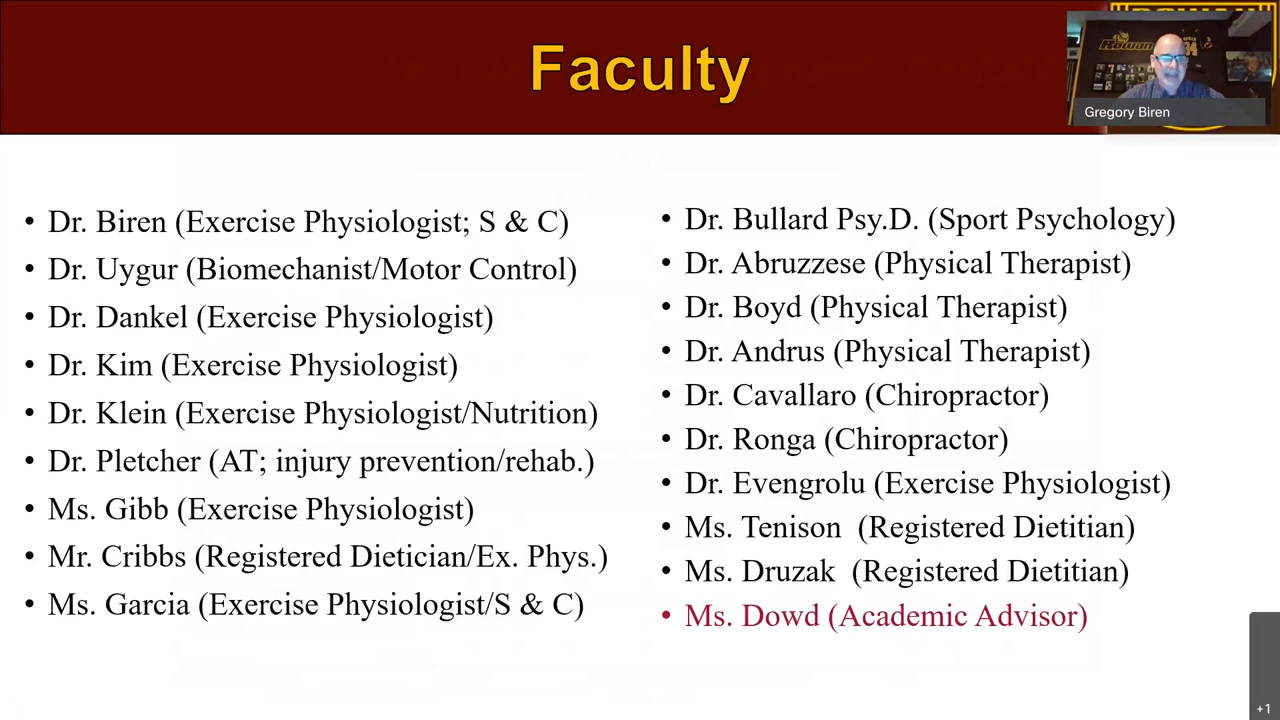 Faculty
ROWAN
Rowan
Gregory Biren
• Dr. Biren (Exercise Physiologist; S & C)
• Dr. Uygur (Biomechanist/Motor Control)
• Dr. Dankel (Exercise Physiologist)
• Dr. Kim (Exercise Physiologist)
• Dr. Klein (Exercise Physiologist/Nutrition)
• Dr. Pletcher (AT; injury prevention/rehab.)
• Ms. Gibb (Exercise Physiologist)
• Mr. Cribbs (Registered Dietician/Ex. Phys.)
• Ms. Garcia (Exercise Physiologist/S & C)
• Dr. Bullard Psy.D. (Sport Psychology)
• Dr. Abruzzese (Physical Therapist)
• Dr. Boyd (Physical Therapist)
• Dr. Andrus (Physical Therapist)
• Dr. Cavallaro (Chiropractor)
• Dr. Ronga (Chiropractor)
• Dr. Evengrolu (Exercise Physiologist)
• Ms. Tenison (Registered Dietitian)
• Ms. Druzak (Registered Dietitian)
• Ms. Dowd (Academic Advisor)
+1